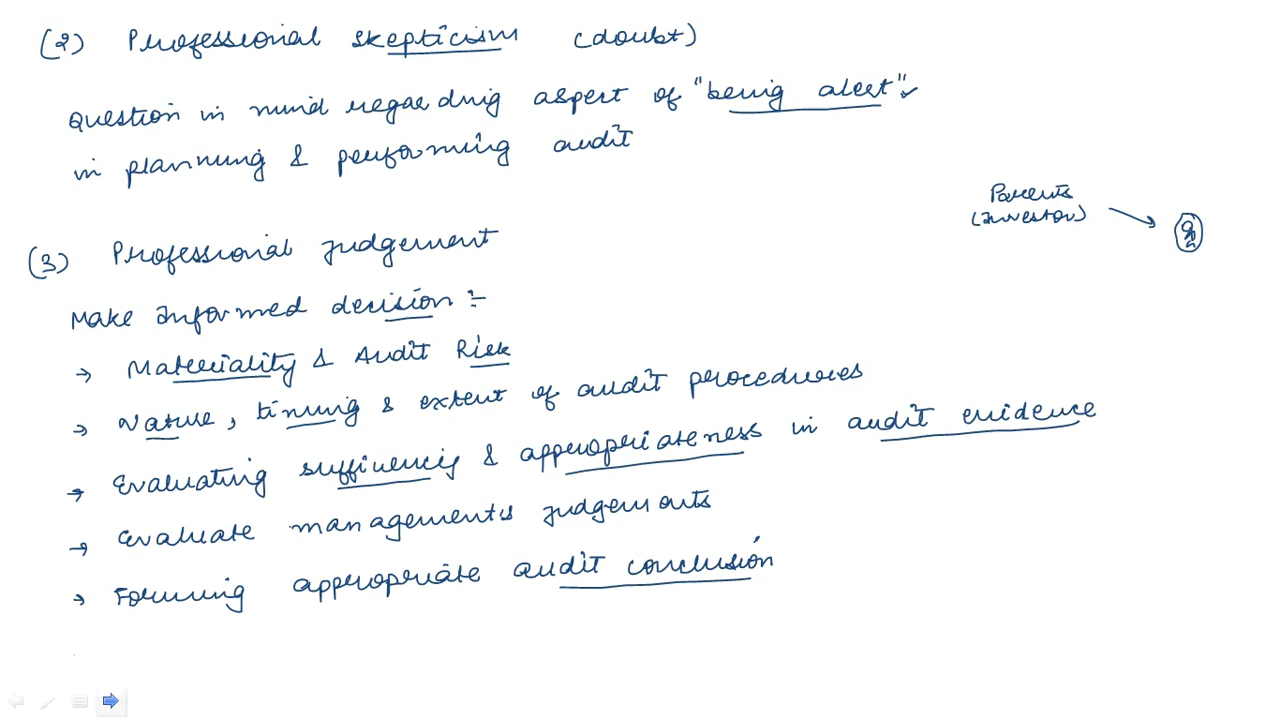 (2) Professional skepticism (doubt)
Question in mind regarding aspect of "being alert"
in planning & performing audit
Parents
(Investor)
(3) Professional judgement
Make Informed decision :-
→ Materiality & Audit Risk
→ Nature, timing & extent of audit procedures
→ Evaluating sufficiency & appropriateness in audit evidence
→ Evaluate managements judgements
→ Forming appropriate audit conclusion